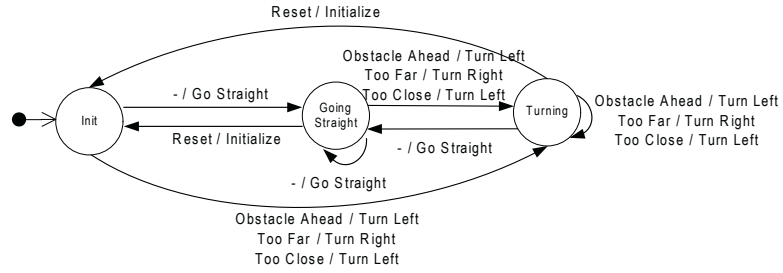 Reset / Initialize
Obstacle Ahead / Turn Left
Too Far / Turn Right
Too Close / Turn Left
- / Go Straight
Init
Going
Straight
Turning
Obstacle Ahead / Turn Left
Too Far / Turn Right
Too Close / Turn Left
Reset / Initialize
- / Go Straight
- / Go Straight
Obstacle Ahead / Turn Left
Too Far / Turn Right
Too Close / Turn Left